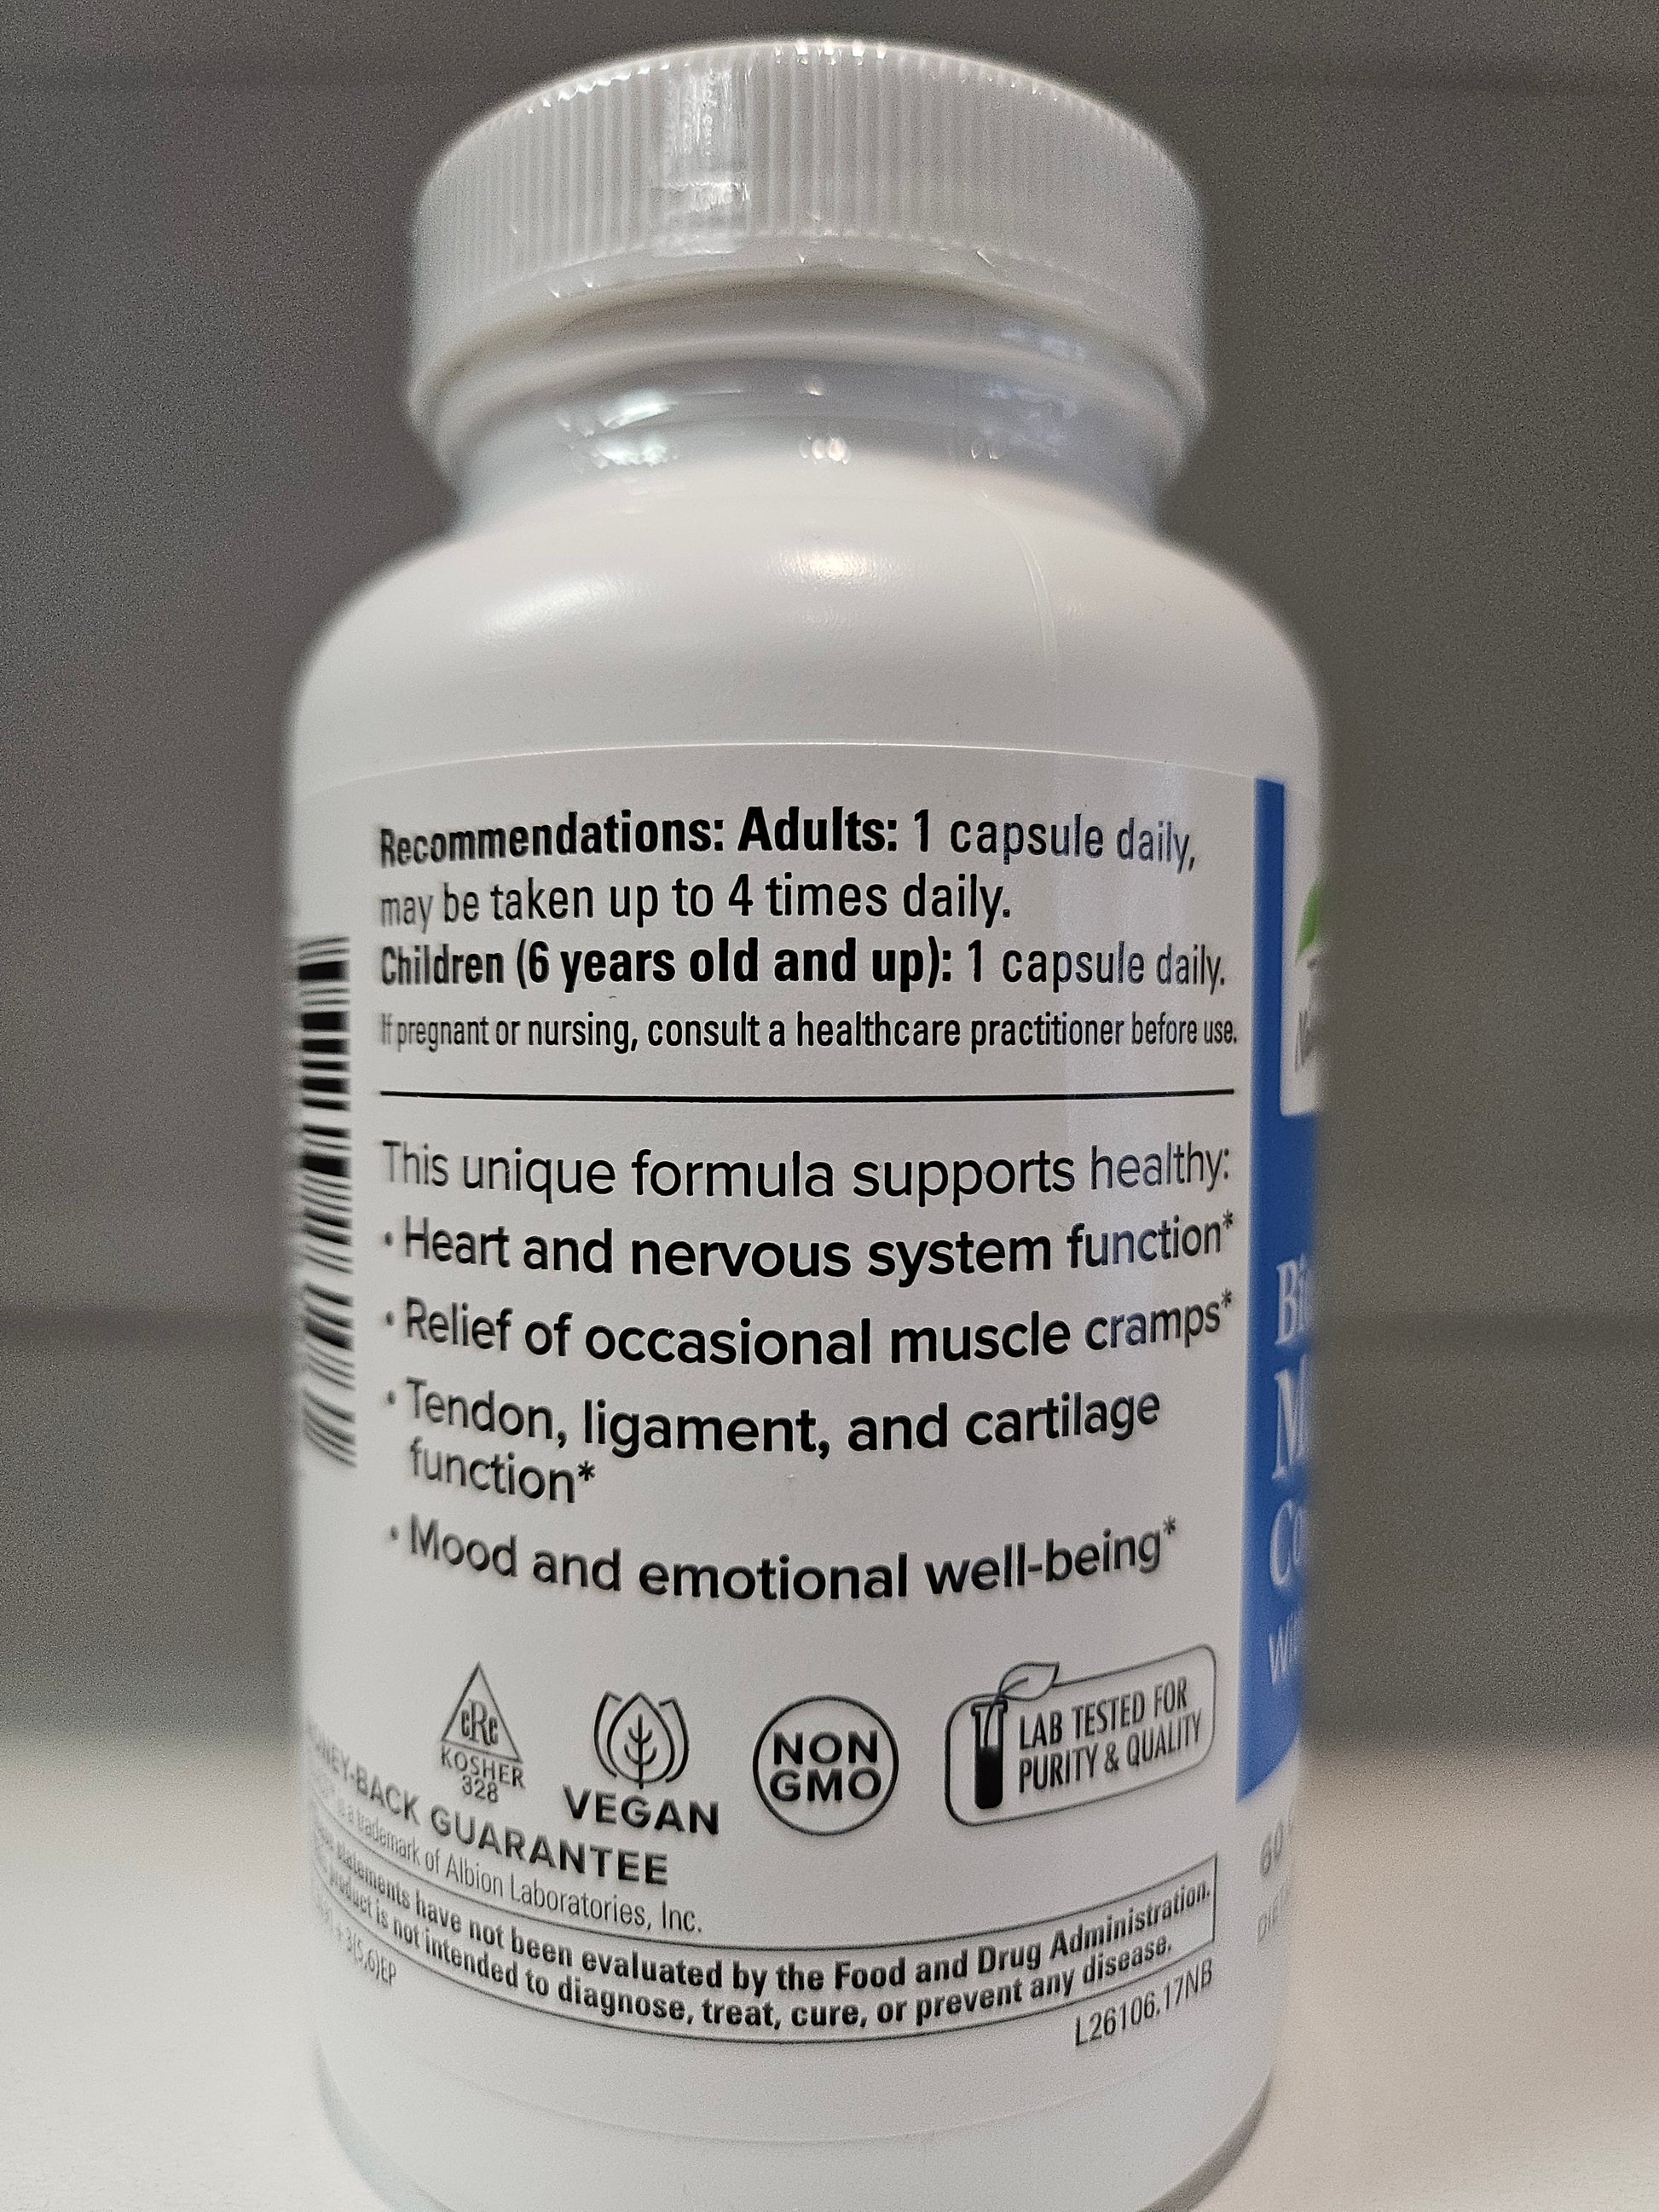 Recommendations: Adults: 1 capsule daily,
may be taken up to 4 times daily.
Children (6 years old and up): 1 capsule daily.
If pregnant or nursing, consult a healthcare practitioner before use.
This unique formula supports healthy:
• Heart and nervous system function*
• Relief of occasional muscle cramps*
• Tendon, ligament, and cartilage
function*
• Mood and emotional well-being*
cRc
KOSHER
328
VEGAN
NON
GMO
LAB TESTED FOR
PURITY & QUALITY
BACK GUARANTEE
is a trademark of Albion Laboratories, Inc.
statements have not been evaluated by the Food and Drug Administration.
product is not intended to diagnose, treat, cure, or prevent any disease.
L26106.17NB
60